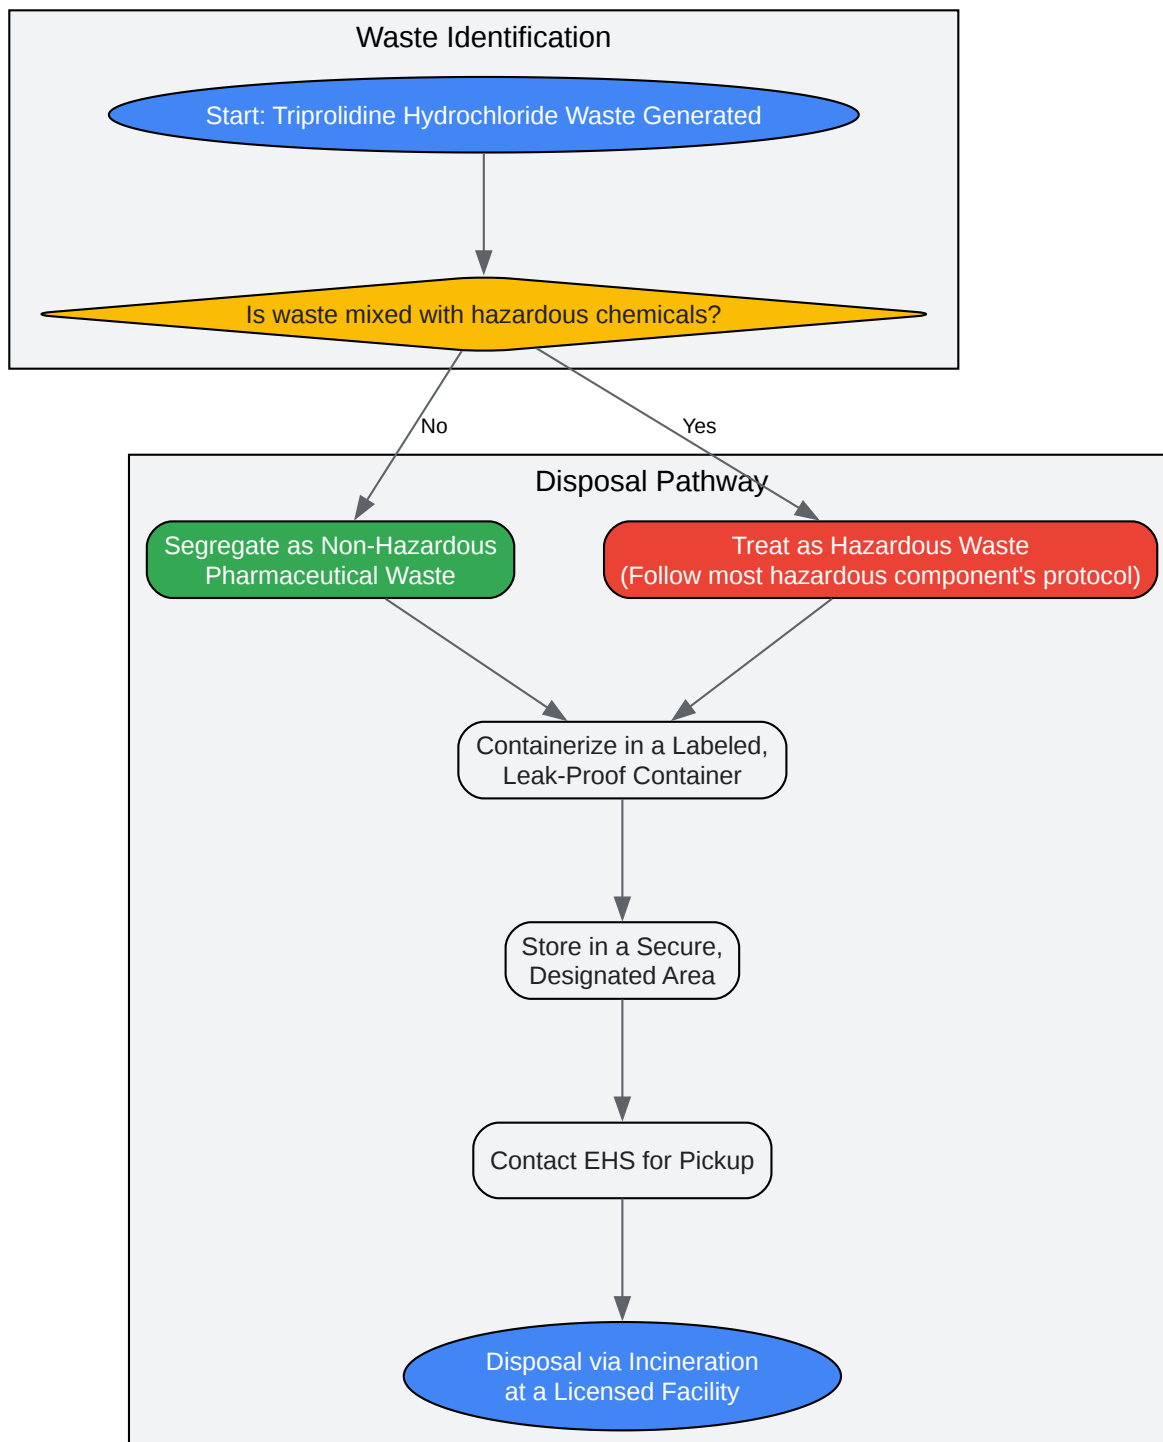 Waste Identification
Start: Triprolidine Hydrochloride Waste Generated
Is waste mixed with hazardous chemicals?
No
Yes
Disposal Pathway
Segregate as Non-Hazardous
Pharmaceutical Waste
Treat as Hazardous Waste
(Follow most hazardous component's protocol)
Containerize in a Labeled,
Leak-Proof Container
Store in a Secure,
Designated Area
Contact EHS for Pickup
Disposal via Incineration
at a Licensed Facility